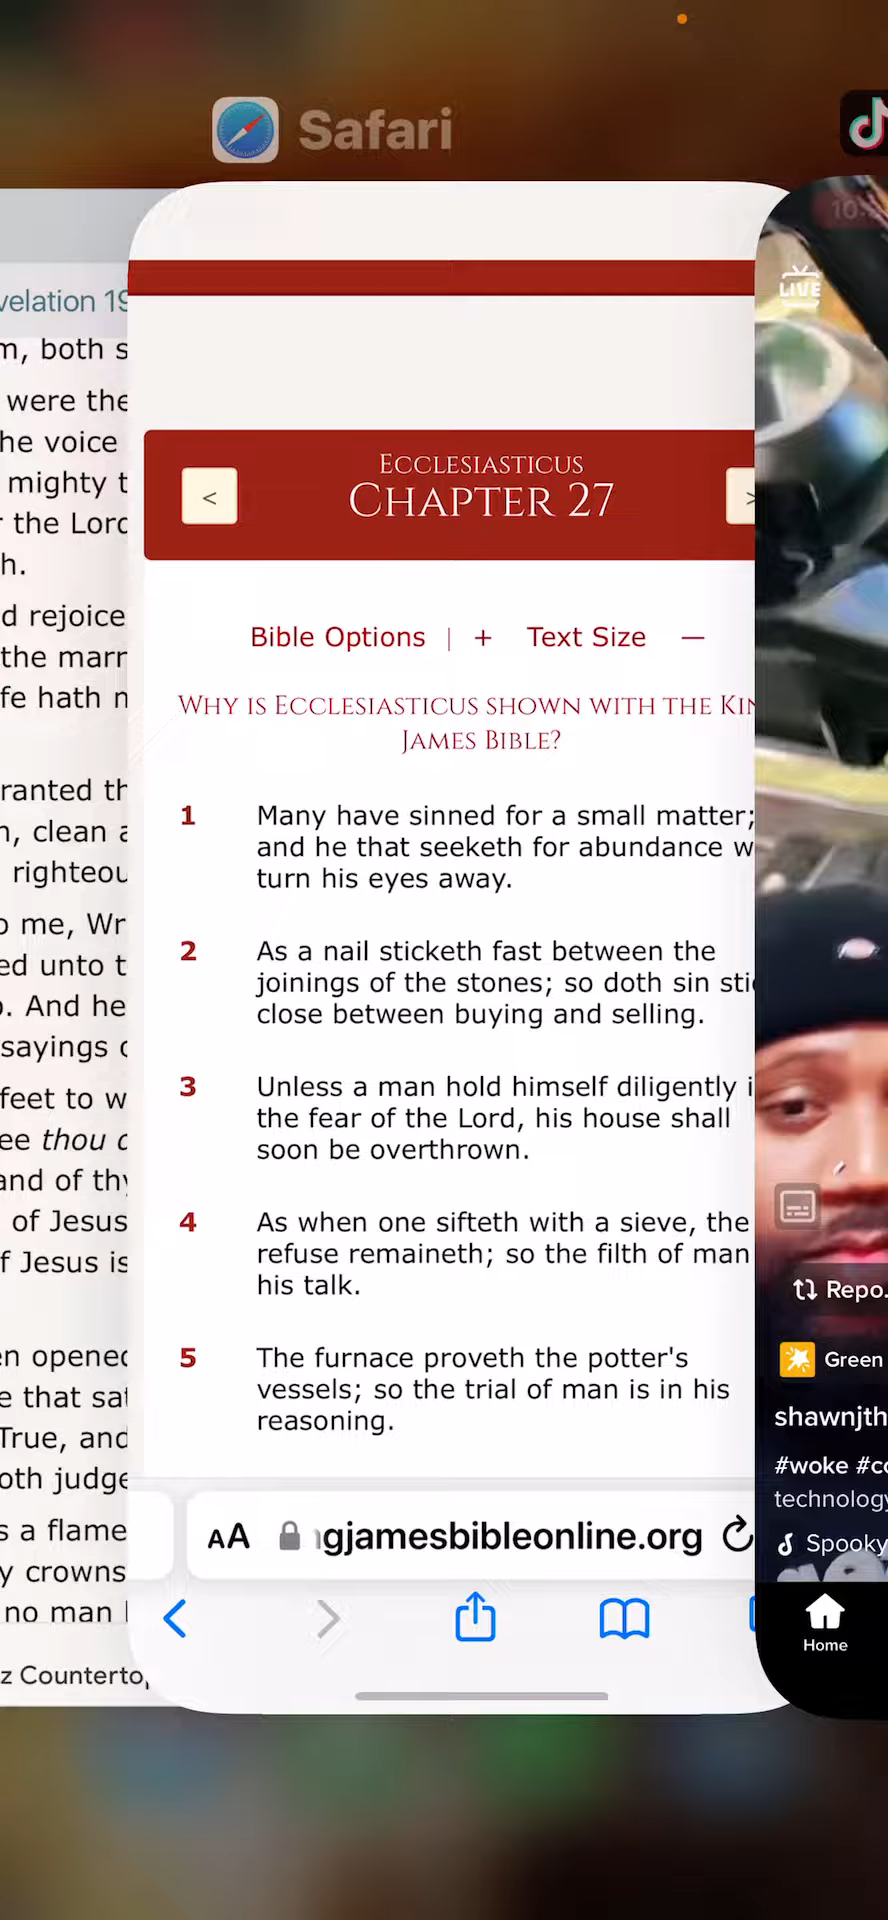 Safari
velation 19
m, both s
were the
he voice
mighty t
r the Lord
h.
d rejoice
the marr
fe hath n
ranted th
n, clean a
righteou
o me, Wr
ed unto t
o. And he
sayings o
feet to w
ee thou d
and of thy
of Jesus
f Jesus is
en opened
e that sat
True, and
oth judge
s a flame
y crowns
no man
z Counterto
Ecclesiasticus
< Chapter 27 >
Bible Options | + Text Size —
Why is Ecclesiasticus shown with the Kin
James Bible?
1 Many have sinned for a small matter;
and he that seeketh for abundance w
turn his eyes away.
2 As a nail sticketh fast between the
joinings of the stones; so doth sin sti
close between buying and selling.
3 Unless a man hold himself diligently i
the fear of the Lord, his house shall
soon be overthrown.
4 As when one sifteth with a sieve, the
refuse remaineth; so the filth of man
his talk.
5 The furnace proveth the potter's
vessels; so the trial of man is in his
reasoning.
AA gjamesbibleonline.org
10:
LIVE
Repo.
Green
shawnjth
#woke #co
technology
Spooky
Home